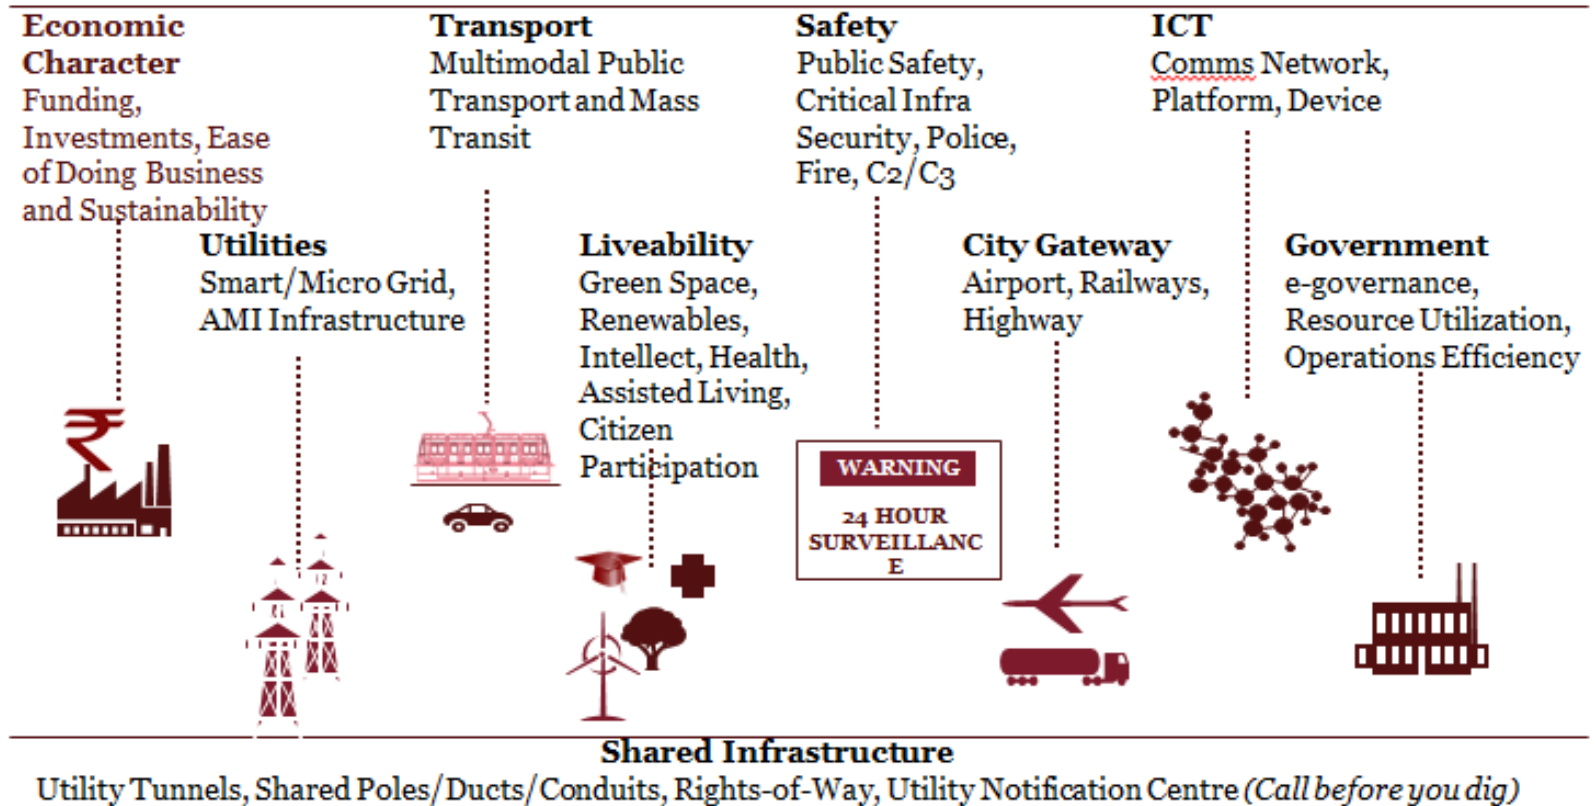 Economic
Character
Funding,
Investments, Ease
of Doing Business
and Sustainability
Utilities
Smart/Micro Grid,
AMI Infrastructure
Transport
Multimodal Public
Transport and Mass
Transit
Liveability
Green Space,
Renewables,
Intellect, Health,
Assisted Living,
Citizen
Participation
Safety
Public Safety,
Critical Infra
Security, Police,
Fire, C2/C3
WARNING
24 HOUR
SURVEILLANC
E
City Gateway
Airport, Railways,
Highway
ICT
Comms Network,
Platform, Device
Government
e-governance,
Resource Utilization,
Operations Efficiency
₹
Shared Infrastructure
Utility Tunnels, Shared Poles/Ducts/Conduits, Rights-of-Way, Utility Notification Centre (Call before you dig)